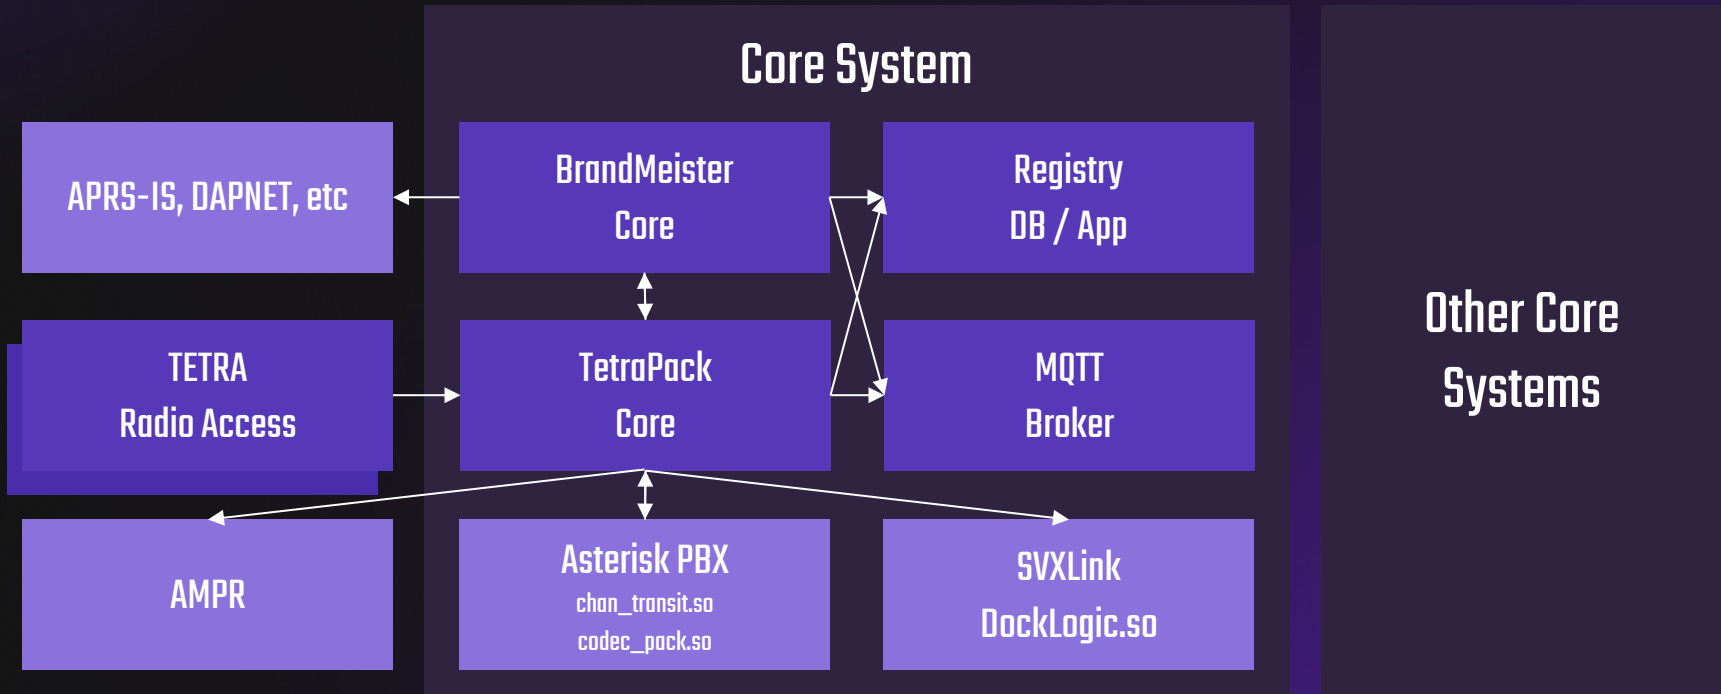 Core System
APRS-IS, DAPNET, etc
BrandMeister
Core
Registry
DB / App
TETRA
Radio Access
TetraPack
Core
MQTT
Broker
Other Core
Systems
AMPR
Asterisk PBX
chan_transit.so
codec_pack.so
SVXLink
DockLogic.so